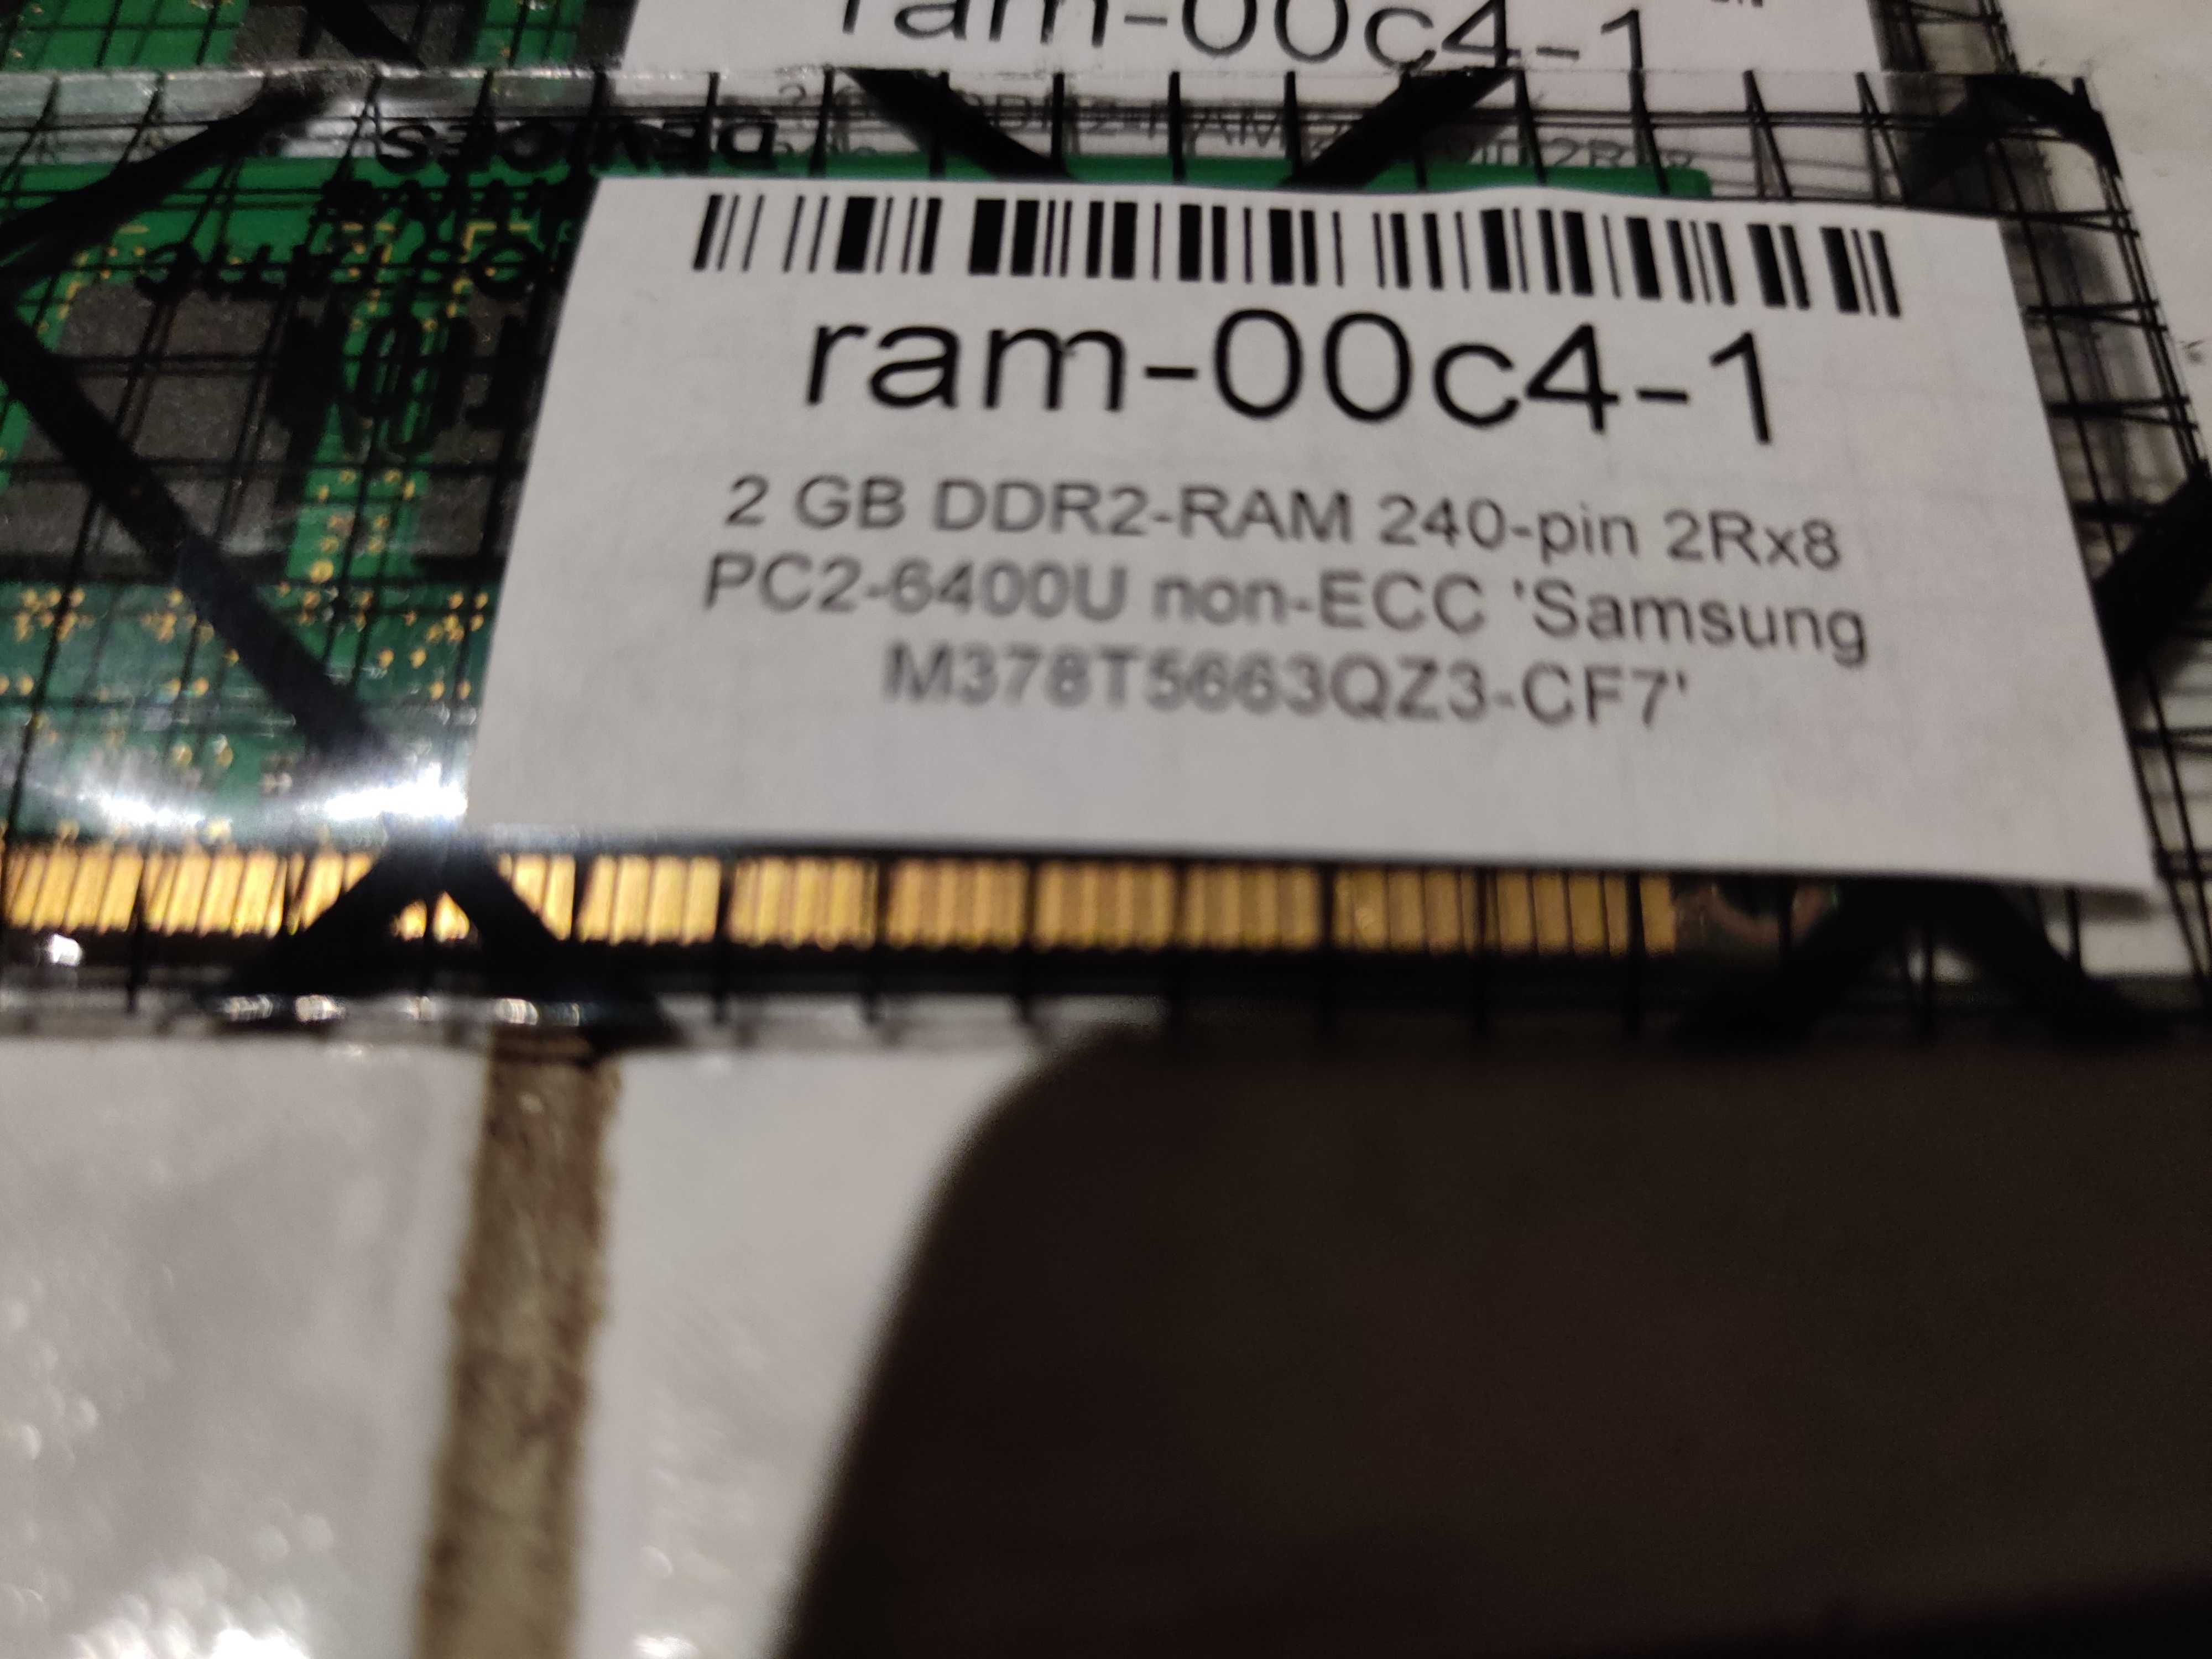 ram-00c4-1
ram-00c4-1
2 GB DDR2-RAM 240-pin 2Rx8
PC2-6400U non-ECC 'Samsung
M378T5663QZ3-CF7'